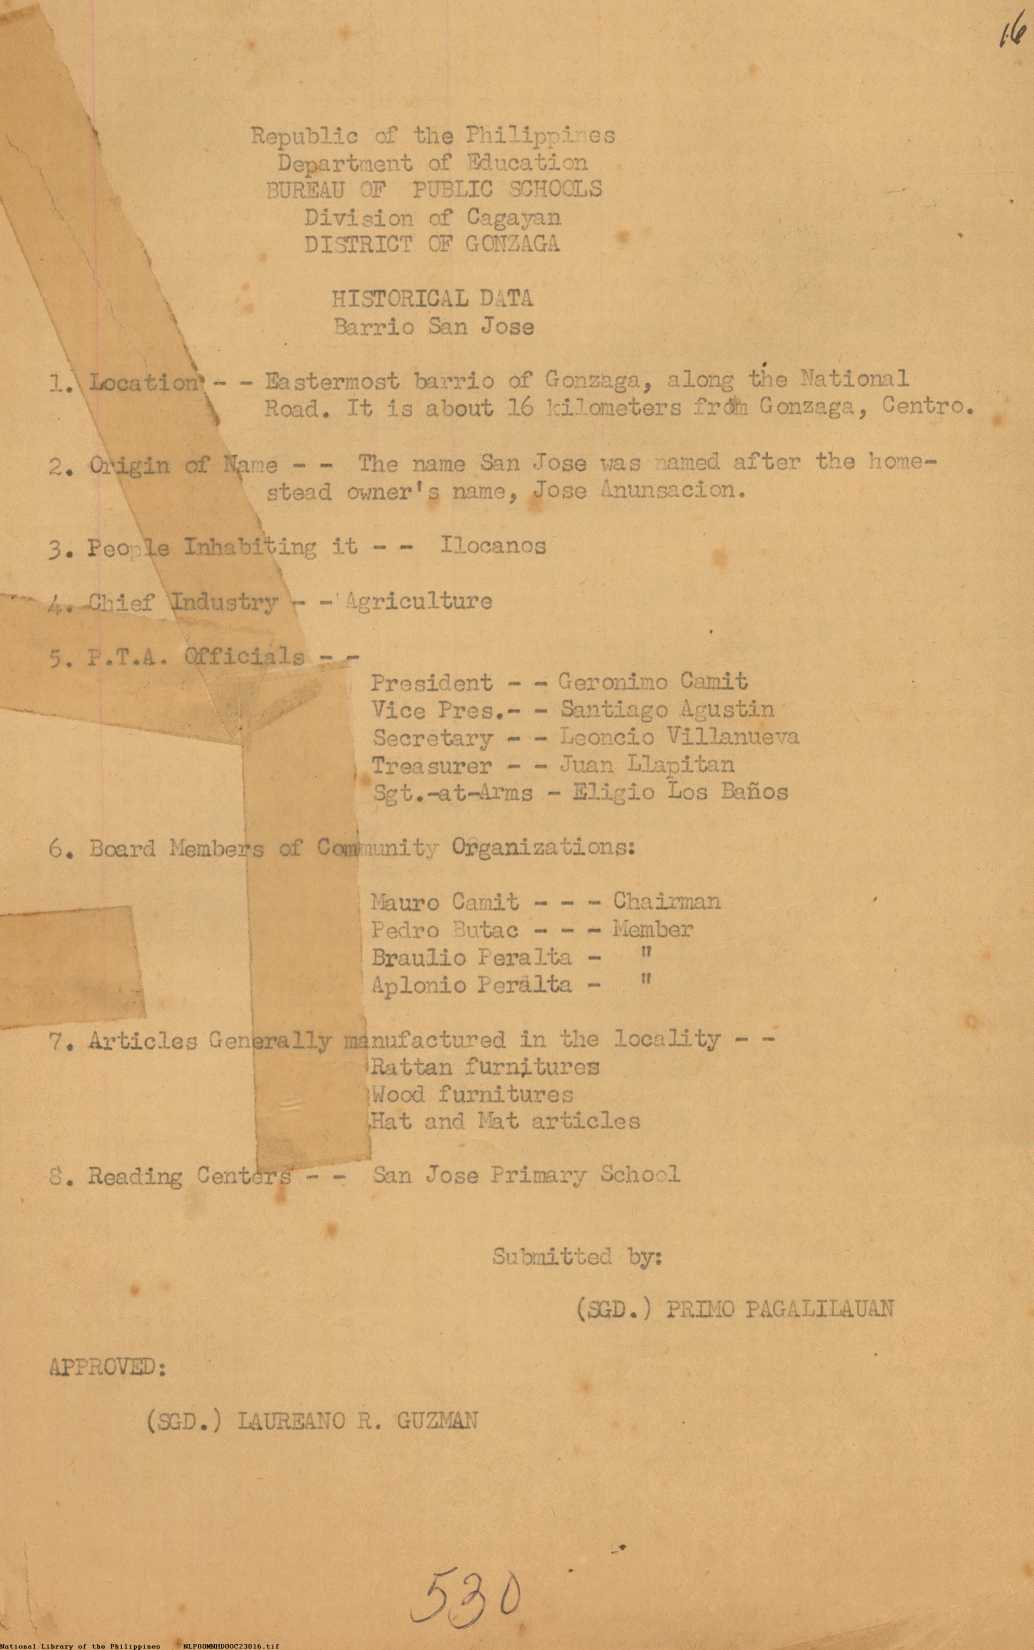 16
Republic of the Philippines
Department of Education
BUREAU OF PUBLIC SCHOOLS
Division of Cagayan
DISTRICT OF GONZAGA
HISTORICAL DATA
Barrio San Jose
1. Location - - Eastermost barrio of Gonzaga, along the National
Road. It is about 16 kilometers from Gonzaga, Centro.
2. Origin of Name - - The name San Jose was named after the home-
stead owner's name, Jose Anunsacion.
3. People Inhabiting it - - Ilocanos
4. Chief Industry - - Agriculture
5. P.T.A. Officials - -
President - - Geronimo Camit
Vice Pres.- - Santiago Agustin
Secretary - - Leoncio Villanueva
Treasurer - - Juan Llapitan
Sgt.-at-Arms - Eligio Los Baños
6. Board Members of Community Organizations:
Mauro Camit - - - Chairman
Pedro Butac - - - Member
Braulio Peralta - "
Aplonio Peralta - "
7. Articles Generally manufactured in the locality - -
Rattan furnitures
Wood furnitures
Hat and Mat articles
8. Reading Centers - - San Jose Primary School
Submitted by:
(SGD.) PRIMO PAGALILAUAN
APPROVED:
(SGD.) LAUREANO R. GUZMAN
530
National Library of the Philippines NLP00MNHD00C23016.tif